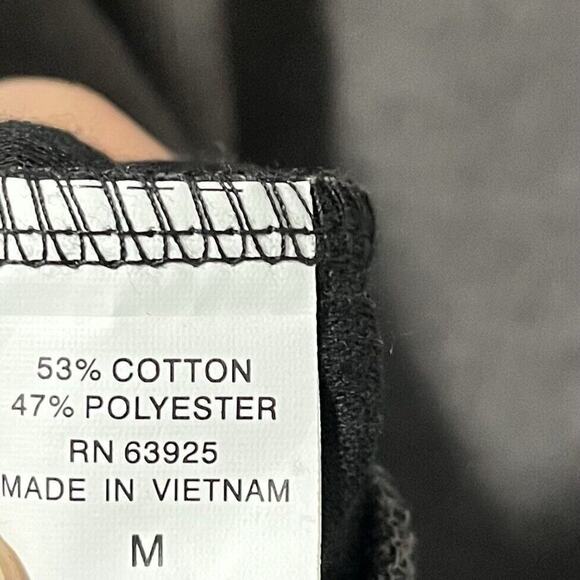 53% COTTON
47% POLYESTER
RN 63925
MADE IN VIETNAM
M